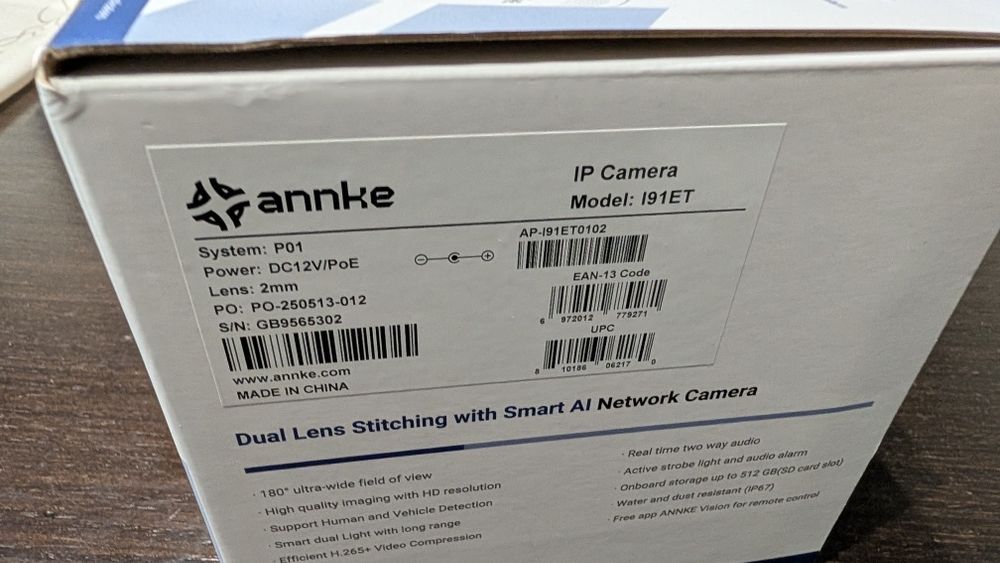 annke
IP Camera
Model: I91ET
System: P01
Power: DC12V/PoE
Lens: 2mm
PO: PO-250513-012
S/N: GB9565302
www.annke.com
MADE IN CHINA
AP-I91ET0102
EAN-13 Code
6 972012 779271
UPC
8 10186 06217 0
Dual Lens Stitching with Smart AI Network Camera
· 180° ultra-wide field of view
· High quality imaging with HD resolution
· Support Human and Vehicle Detection
· Smart dual Light with long range
· Efficient H.265+ Video Compression
· Real time two way audio
· Active strobe light and audio alarm
· Onboard storage up to 512 GB(SD card slot)
· Water and dust resistant (IP67)
· Free app ANNKE Vision for remote control